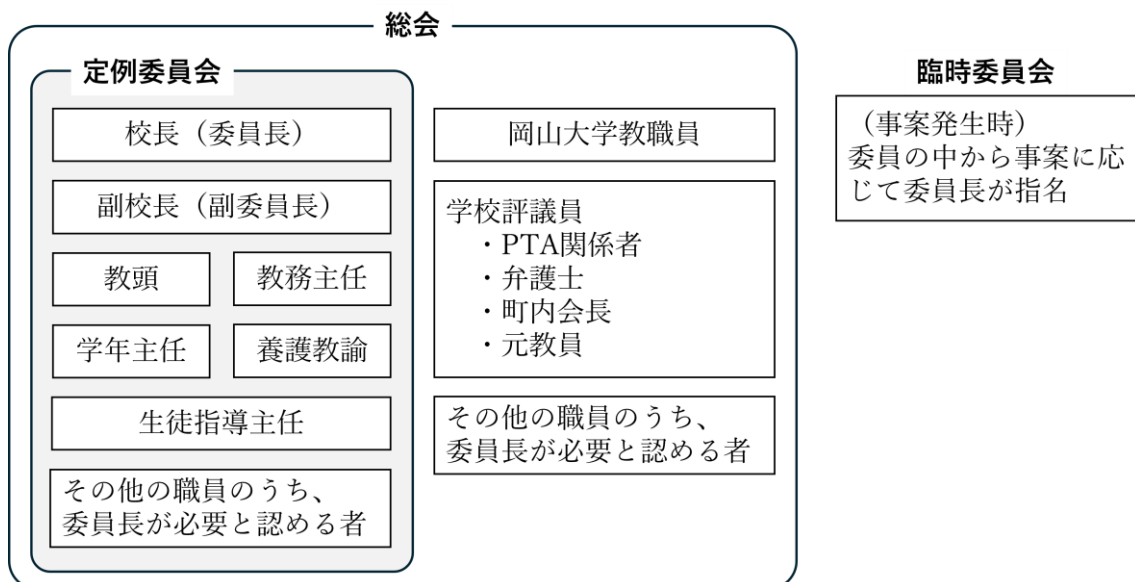 総会
定例委員会
校長（委員長）
副校長（副委員長）
教頭
教務主任
学年主任
養護教諭
生徒指導主任
その他の職員のうち、
委員長が必要と認める者
岡山大学教職員
学校評議員
・PTA関係者
・弁護士
・町内会長
・元教員
その他の職員のうち、
委員長が必要と認める者
臨時委員会
（事案発生時）
委員の中から事案に応
じて委員長が指名